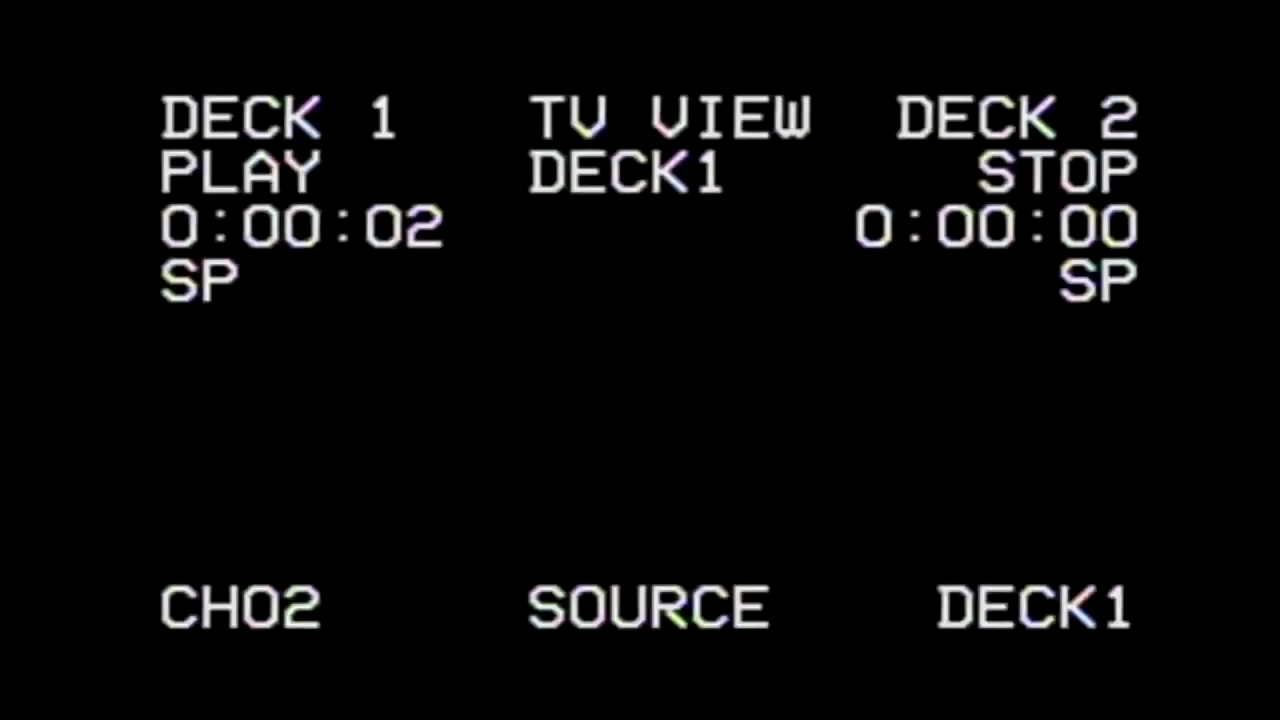 DECK 1 TV VIEW DECK 2
PLAY DECK1 STOP
0:00:02 0:00:00
SP SP
CH02 SOURCE DECK1